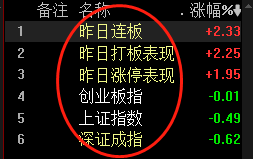 备注 名称 .涨幅%
1 昨日连板 +2.33
2 昨日打板表现 +2.25
3 昨日涨停表现 +1.95
4 创业板指 -0.01
5 上证指数 -0.49
6 深证成指 -0.62